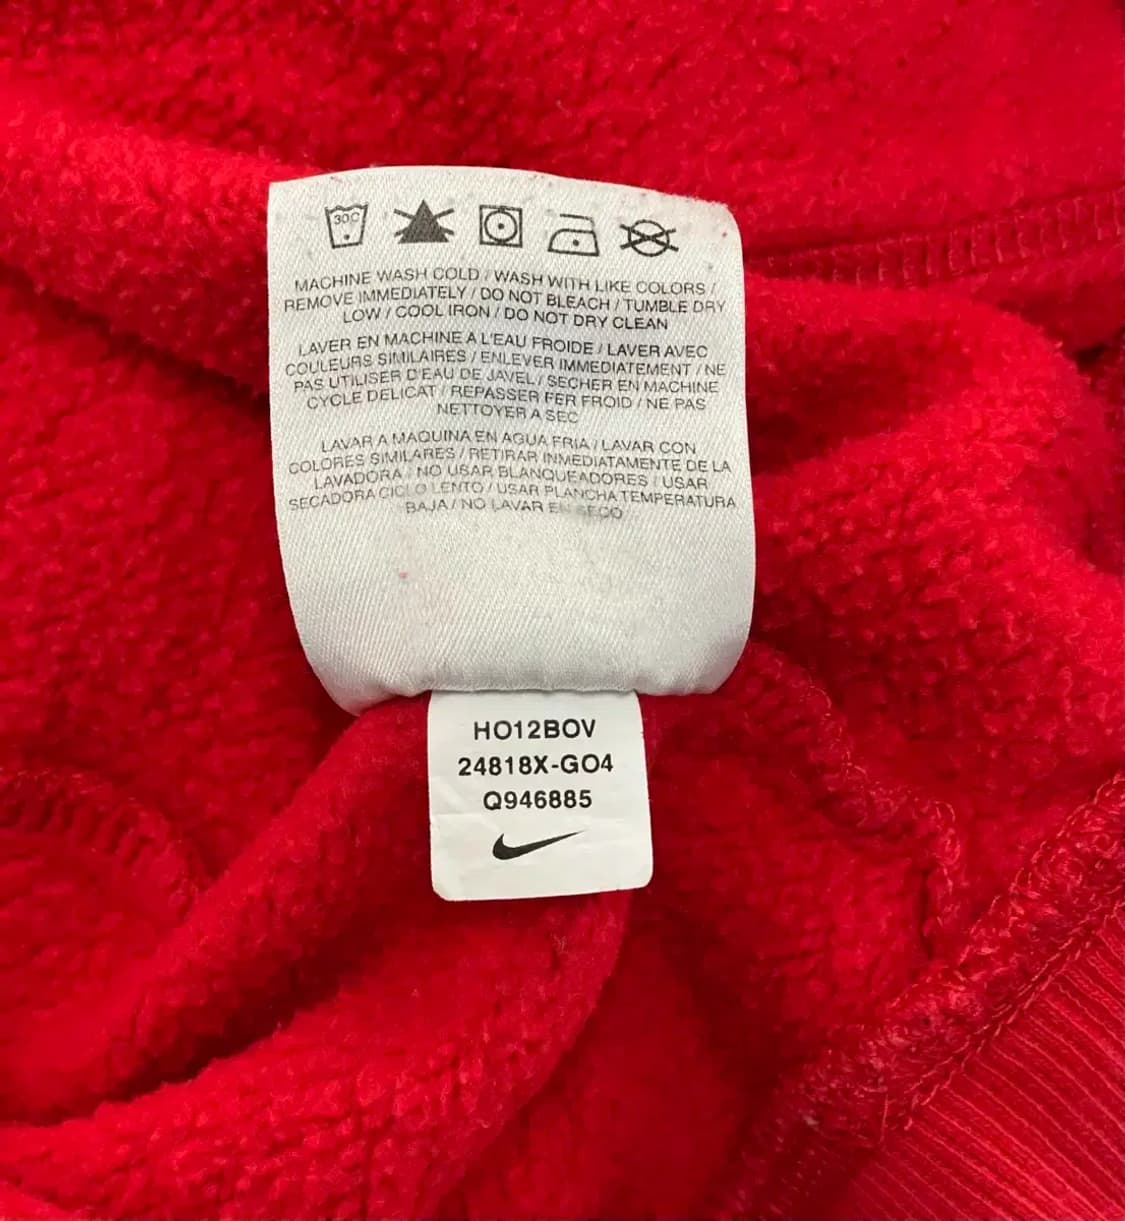 30C
MACHINE WASH COLD / WASH WITH LIKE COLORS /
REMOVE IMMEDIATELY / DO NOT BLEACH / TUMBLE DRY
LOW / COOL IRON / DO NOT DRY CLEAN
LAVER EN MACHINE A L'EAU FROIDE / LAVER AVEC
COULEURS SIMILAIRES / ENLEVER IMMEDIATEMENT / NE
PAS UTILISER D'EAU DE JAVEL / SECHER EN MACHINE
CYCLE DELICAT / REPASSER FER FROID / NE PAS
NETTOYER A SEC
LAVAR A MAQUINA EN AGUA FRIA / LAVAR CON
COLORES SIMILARES / RETIRAR INMEDIATAMENTE DE LA
LAVADORA / NO USAR BLANQUEADORES / USAR
SECADORA CICLO LENTO / USAR PLANCHA TEMPERATURA
BAJA / NO LAVAR EN SECO
HO12BOV
24818X-GO4
Q946885